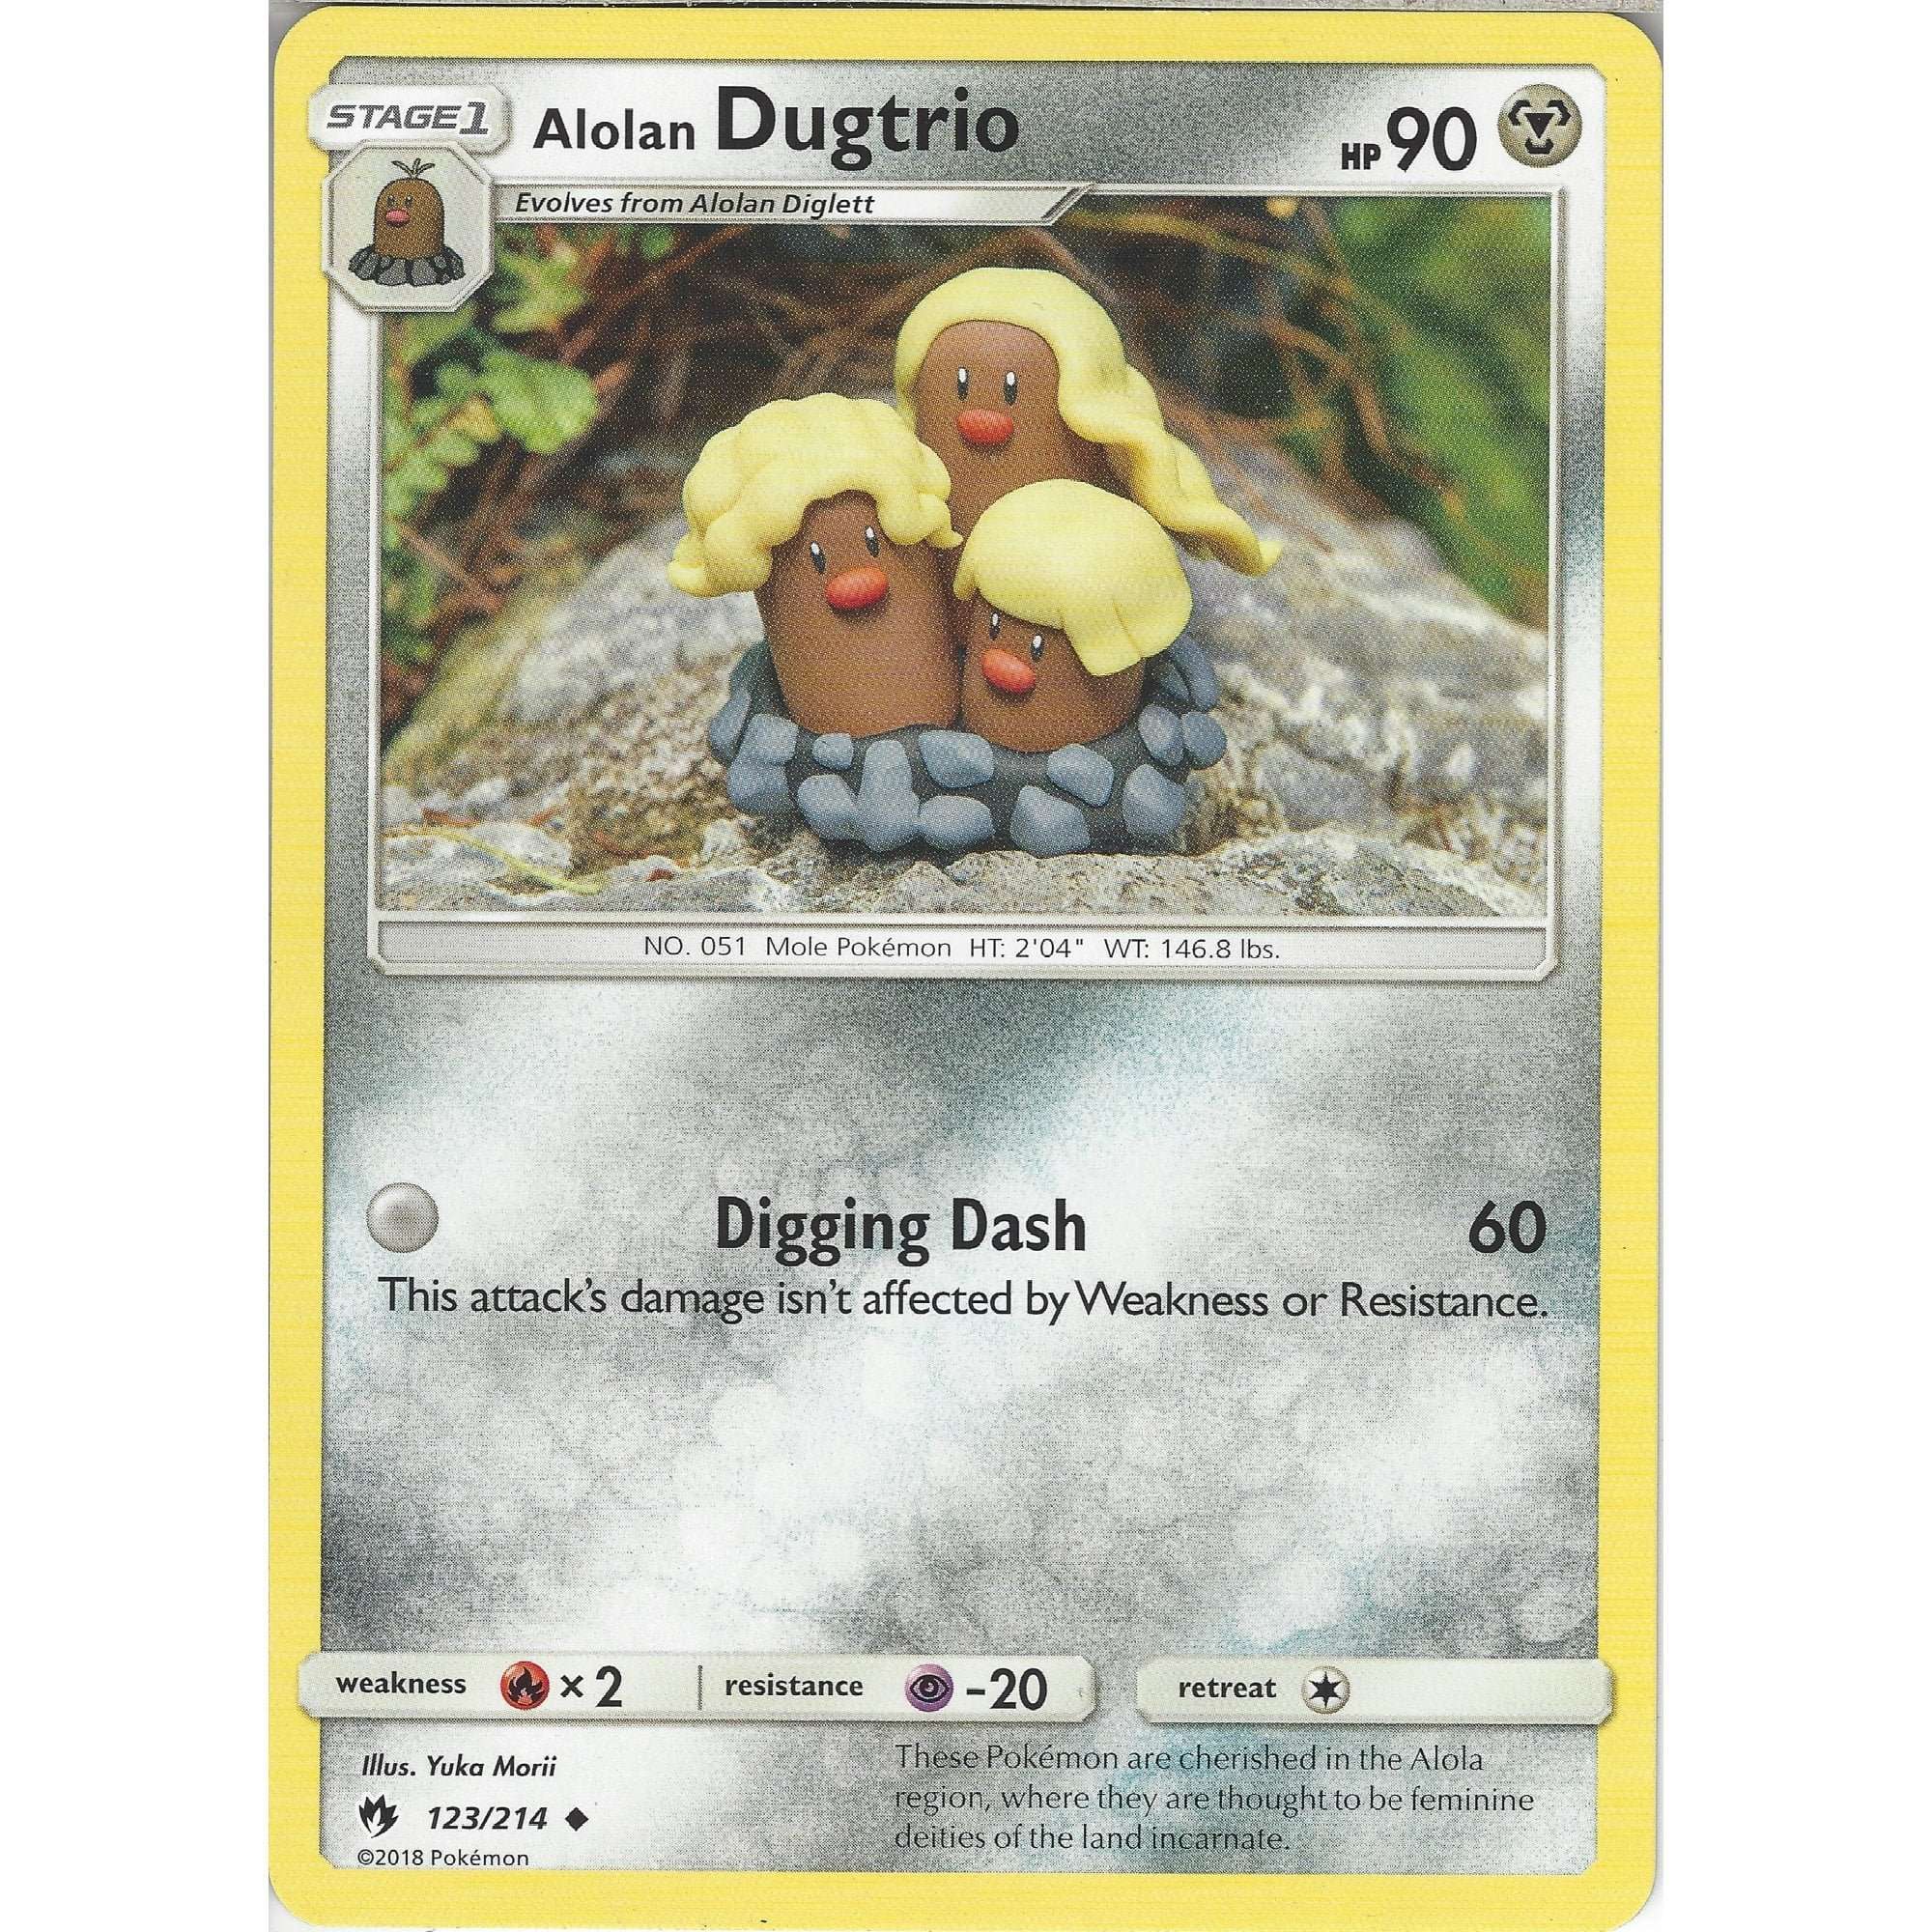 STAGE1
Alolan Dugtrio
HP90
Evolves from Alolan Diglett
NO. 051 Mole Pokémon HT: 2'04" WT: 146.8 lbs.
Digging Dash 60
This attack's damage isn't affected by Weakness or Resistance.
weakness ×2 resistance -20 retreat
Illus. Yuka Morii
123/214
©2018 Pokémon
These Pokémon are cherished in the Alola
region, where they are thought to be feminine
deities of the land incarnate.